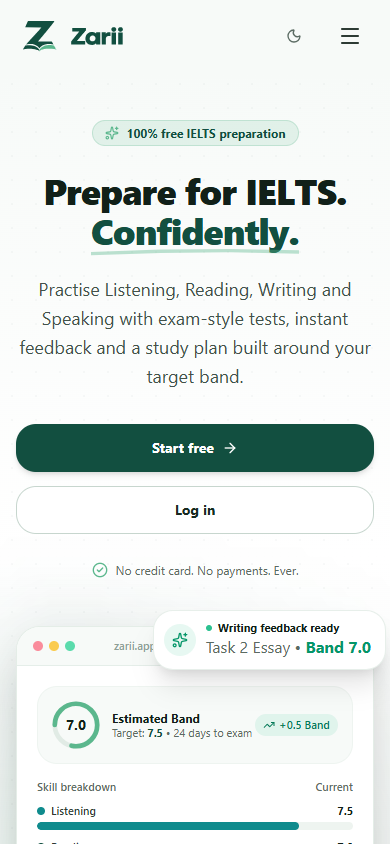 Zarii
100% free IELTS preparation
Prepare for IELTS.
Confidently.
Practise Listening, Reading, Writing and
Speaking with exam-style tests, instant
feedback and a study plan built around your
target band.
Start free
Log in
No credit card. No payments. Ever.
zarii.app
Writing feedback ready
Task 2 Essay • Band 7.0
7.0
Estimated Band
Target: 7.5 • 24 days to exam
+0.5 Band
Skill breakdown
Current
Listening
7.5